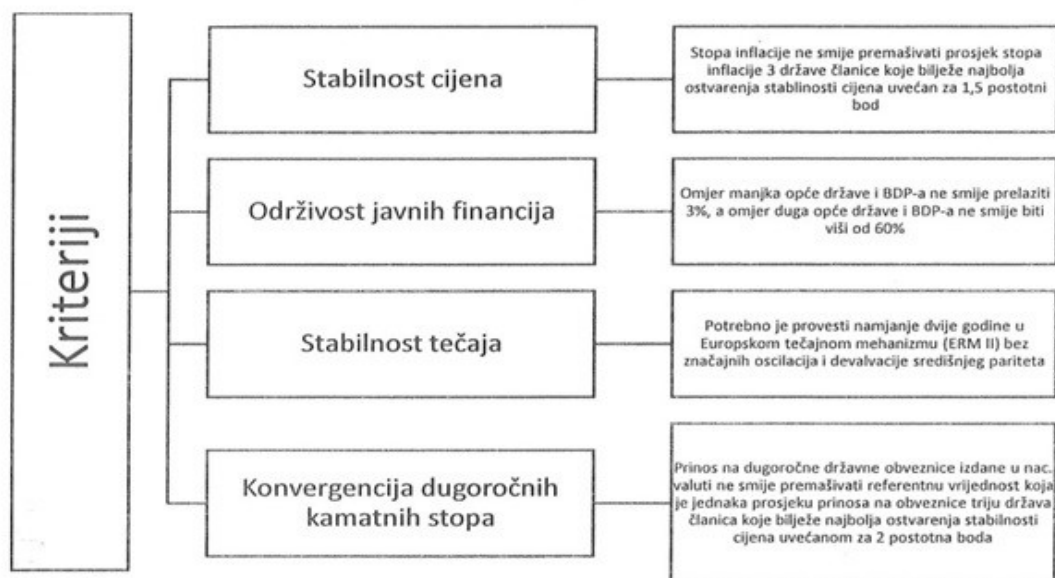 Kriteriji
Stabilnost cijena
Stopa inflacije ne smije premašivati prosjek stopa
inflacije 3 države članice koje bilježe najbolja
ostvarenja stablinosti cijena uvećan za 1,5 postotni
bod
Održivost javnih financija
Omjer manjka opće države i BDP-a ne smije prelaziti
3%, a omjer duga opće države i BDP-a ne smije biti
viši od 60%
Stabilnost tečaja
Potrebno je provesti namjanje dvije godine u
Europskom tečajnom mehanizmu (ERM II) bez
značajnih oscilacija i devalvacije središnjeg pariteta
Konvergencija dugoročnih
kamatnih stopa
Prinos na dugoročne državne obveznice izdane u nac.
valuti ne smije premašivati referentnu vrijednost koja
je jednaka prosjeku prinosa na obveznice triju država
članica koje bilježe najbolja ostvarenja stabilnosti
cijena uvećanom za 2 postotna boda